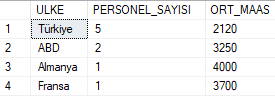 ULKE PERSONEL_SAYISI ORT_MAAS
1 Türkiye 5 2120
2 ABD 2 3250
3 Almanya 1 4000
4 Fransa 1 3700